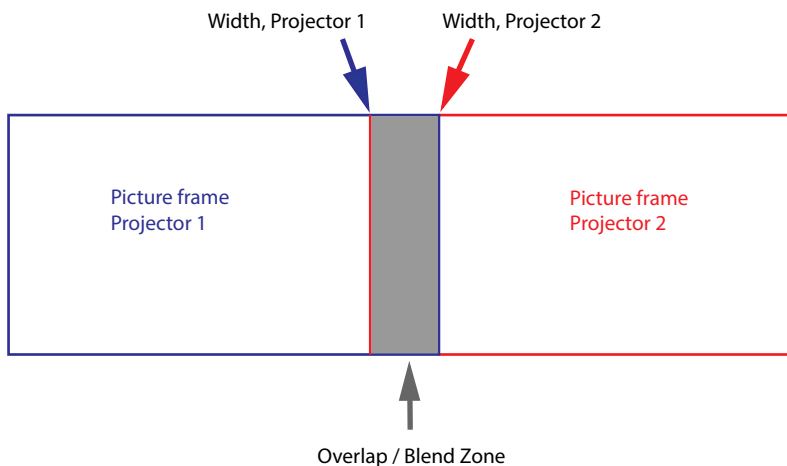 Width, Projector 1
Width, Projector 2
Picture frame
Projector 1
Picture frame
Projector 2
Overlap / Blend Zone